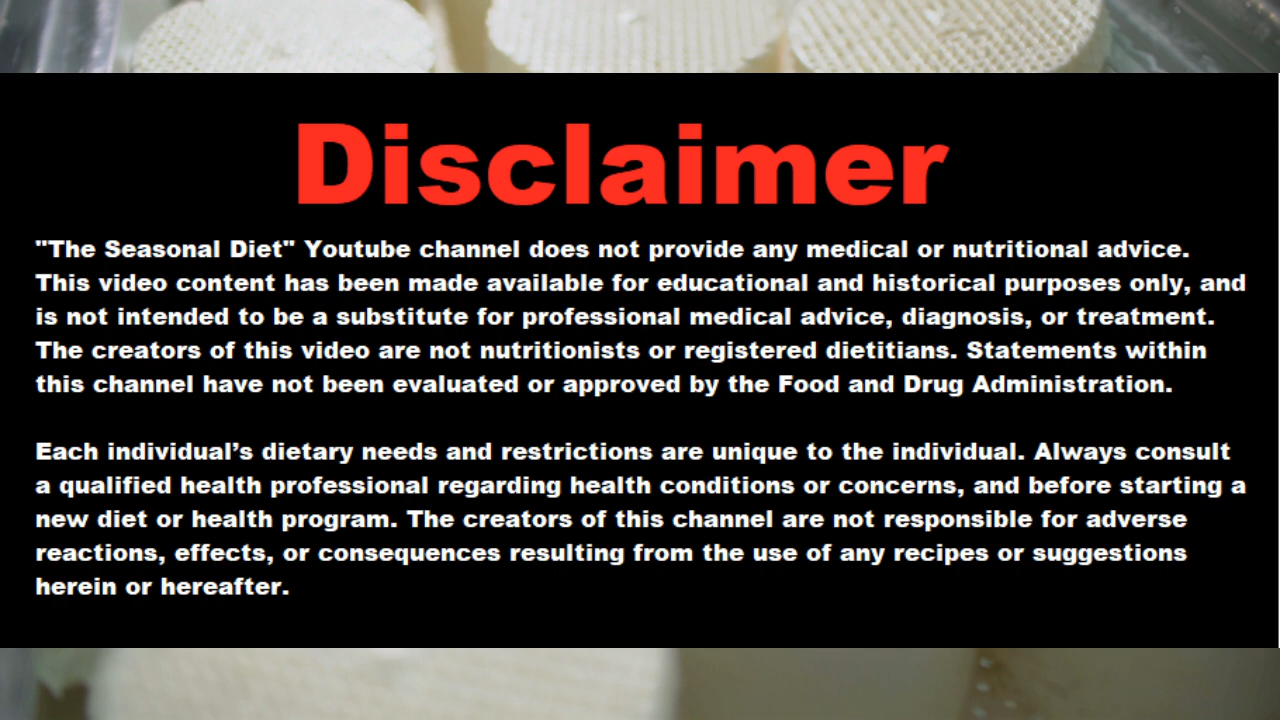 Disclaimer
"The Seasonal Diet" Youtube channel does not provide any medical or nutritional advice.
This video content has been made available for educational and historical purposes only, and
is not intended to be a substitute for professional medical advice, diagnosis, or treatment.
The creators of this video are not nutritionists or registered dietitians. Statements within
this channel have not been evaluated or approved by the Food and Drug Administration.
Each individual’s dietary needs and restrictions are unique to the individual. Always consult
a qualified health professional regarding health conditions or concerns, and before starting a
new diet or health program. The creators of this channel are not responsible for adverse
reactions, effects, or consequences resulting from the use of any recipes or suggestions
herein or hereafter.